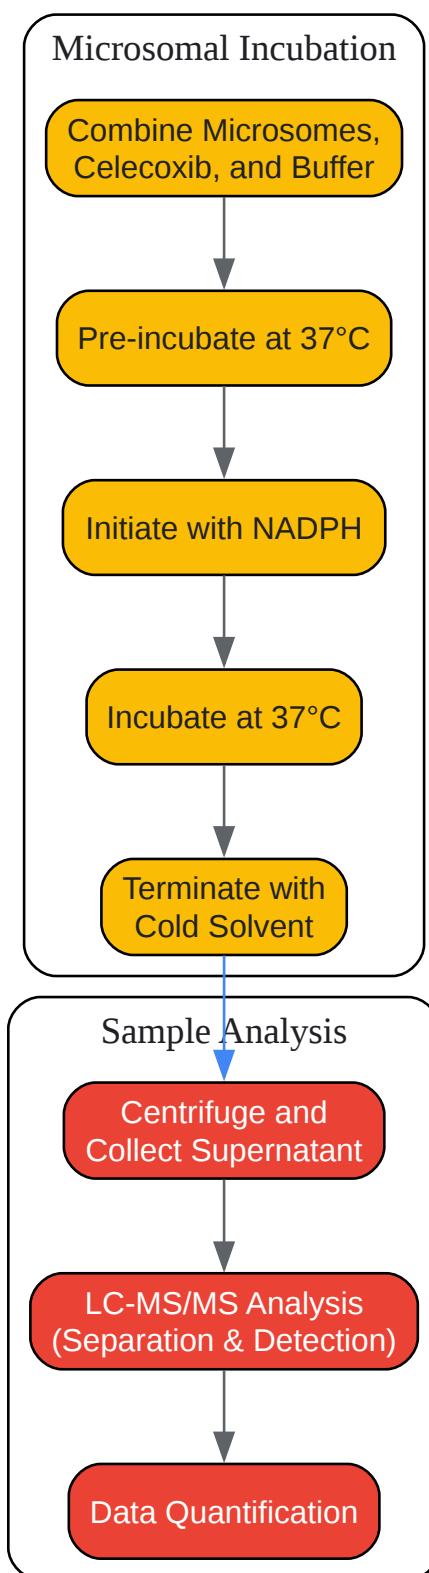 Microsomal Incubation
Combine Microsomes,
Celecoxib, and Buffer
Pre-incubate at 37°C
Initiate with NADPH
Incubate at 37°C
Terminate with
Cold Solvent
Sample Analysis
Centrifuge and
Collect Supernatant
LC-MS/MS Analysis
(Separation & Detection)
Data Quantification